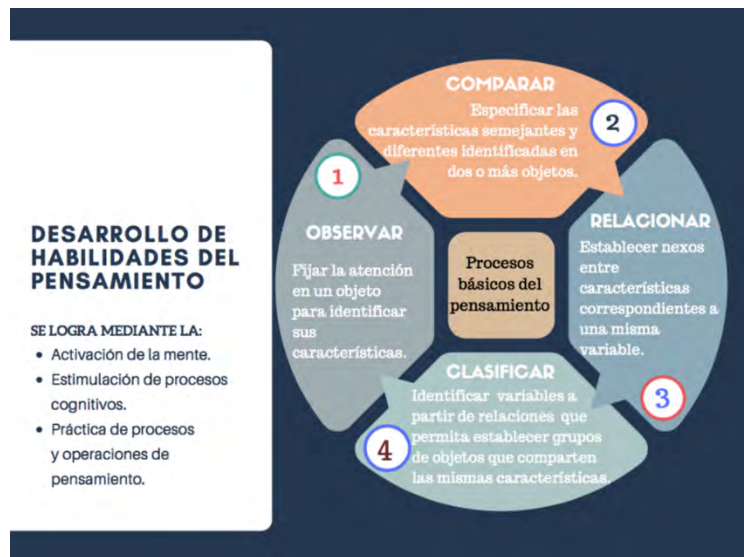 DESARROLLO DE
HABILIDADES DEL
PENSAMIENTO
SE LOGRA MEDIANTE LA:
• Activación de la mente.
• Estimulación de procesos
cognitivos.
• Práctica de procesos
y operaciones de
pensamiento.
1
OBSERVAR
Fijar la atención
en un objeto
para identificar
sus
características.
COMPARAR
Especificar las
características semejantes y
diferentes identificadas en
dos o más objetos.
2
RELACIONAR
Establecer nexos
entre
características
correspondientes a
una misma
variable.
3
CLASIFICAR
Identificar variables a
partir de relaciones que
permita establecer grupos
de objetos que comparten
las mismas características.
4
Procesos
básicos del
pensamiento